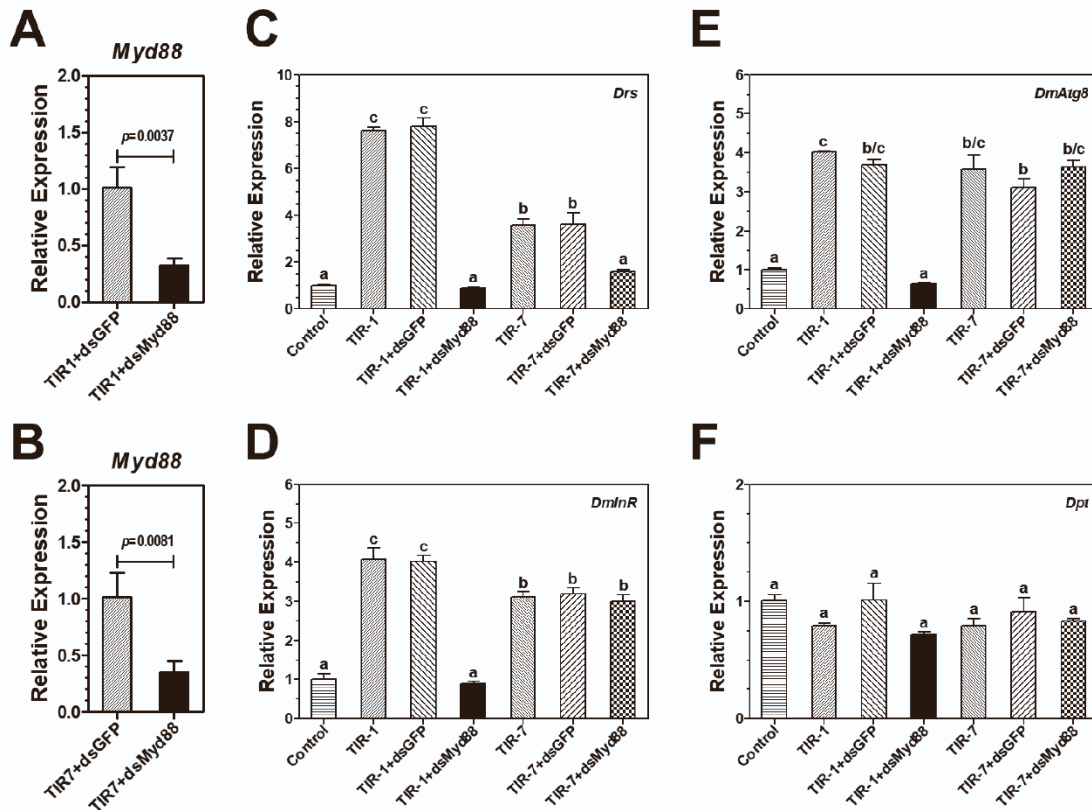 A
Myd88
Relative Expression
2.0
1.5
1.0
0.5
0.0
p=0.0037
TIR1+dsGFP
TIR1+dsMyd88
B
Myd88
Relative Expression
2.0
1.5
1.0
0.5
0.0
p=0.0081
TIR7+dsGFP
TIR7+dsMyd88
C
Drs
Relative Expression
10
8
6
4
2
0
a
c
c
a
b
b
a
Control
TIR-1
TIR-1+dsGFP
TIR-1+dsMyd88
TIR-7
TIR-7+dsGFP
TIR-7+dsMyd88
D
DmInR
Relative Expression
6
5
4
3
2
1
0
a
c
c
a
b
b
b
Control
TIR-1
TIR-1+dsGFP
TIR-1+dsMyd88
TIR-7
TIR-7+dsGFP
TIR-7+dsMyd88
E
DmAtg8
Relative Expression
6
5
4
3
2
1
0
a
c
b/c
a
b/c
b
b/c
Control
TIR-1
TIR-1+dsGFP
TIR-1+dsMyd88
TIR-7
TIR-7+dsGFP
TIR-7+dsMyd88
F
Dpt
Relative Expression
2
1
0
a
a
a
a
a
a
a
Control
TIR-1
TIR-1+dsGFP
TIR-1+dsMyd88
TIR-7
TIR-7+dsGFP
TIR-7+dsMyd88